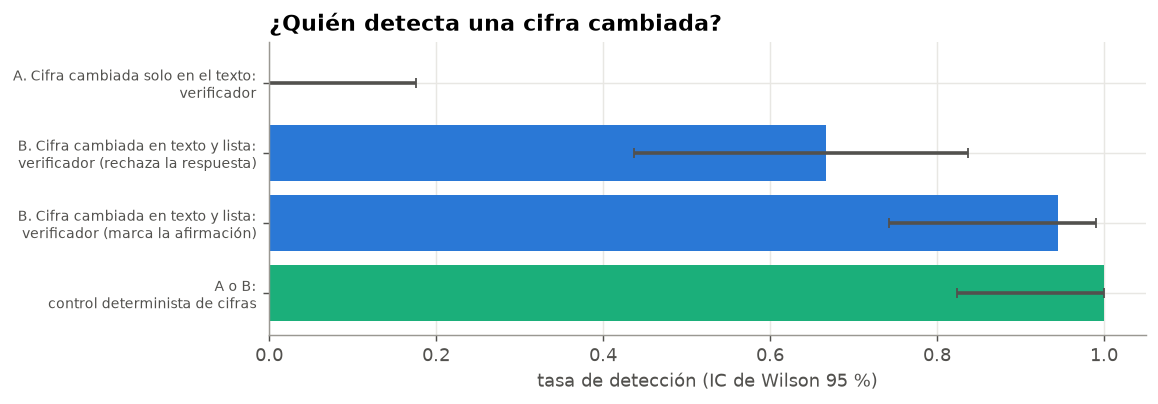 ¿Quién detecta una cifra cambiada?
A. Cifra cambiada solo en el texto:
verificador
B. Cifra cambiada en texto y lista:
verificador (rechaza la respuesta)
B. Cifra cambiada en texto y lista:
verificador (marca la afirmación)
A o B:
control determinista de cifras
0.0 0.2 0.4 0.6 0.8 1.0
tasa de detección (IC de Wilson 95 %)